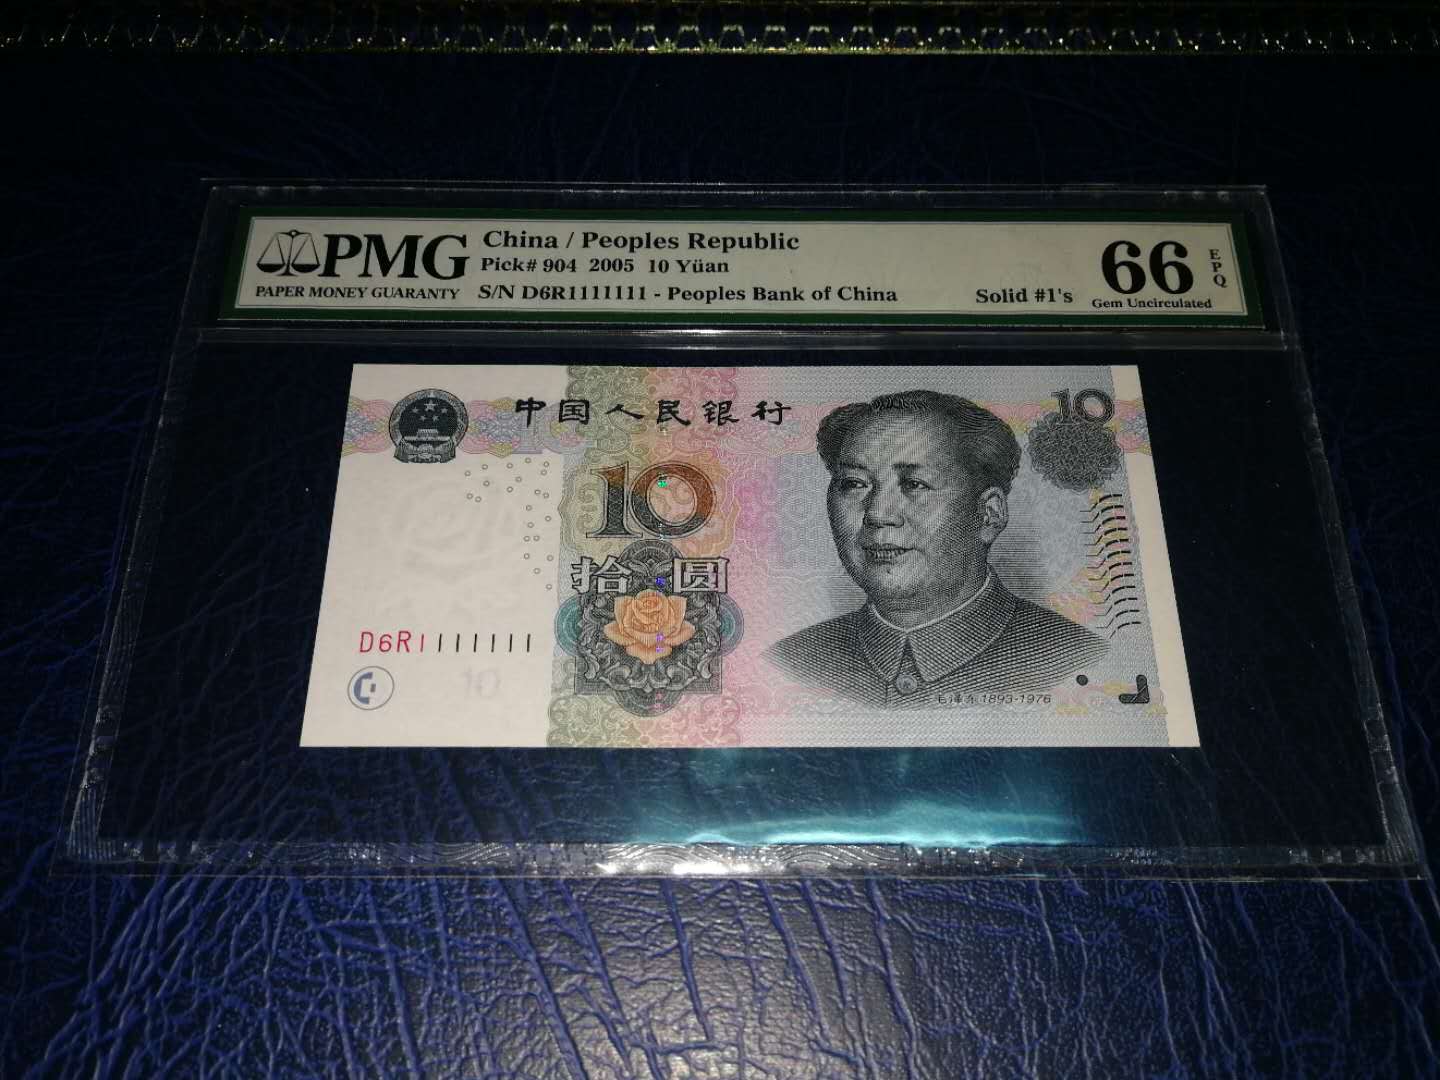 PMG
PAPER MONEY GUARANTY
China / Peoples Republic
Pick# 904 2005 10 Yüan
S/N D6R1111111 - Peoples Bank of China
Solid #1's
66
EPQ
Gem Uncirculated
中国人民银行
10
10
拾圆
D6R1111111
10
毛泽东 1893-1976